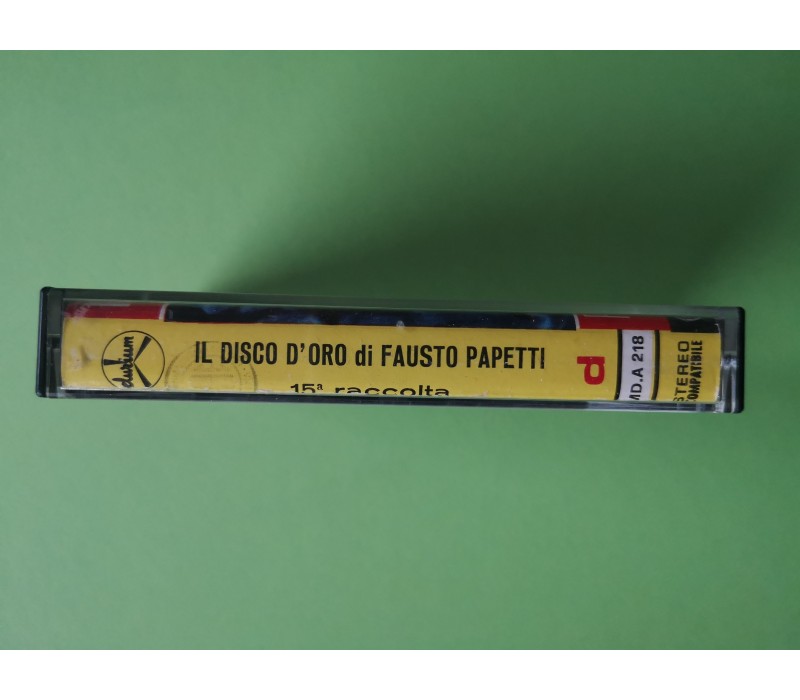 durium
IL DISCO D'ORO di FAUSTO PAPETTI
15ª raccolta
d
MD.A 218
STEREO
COMPATIBILE